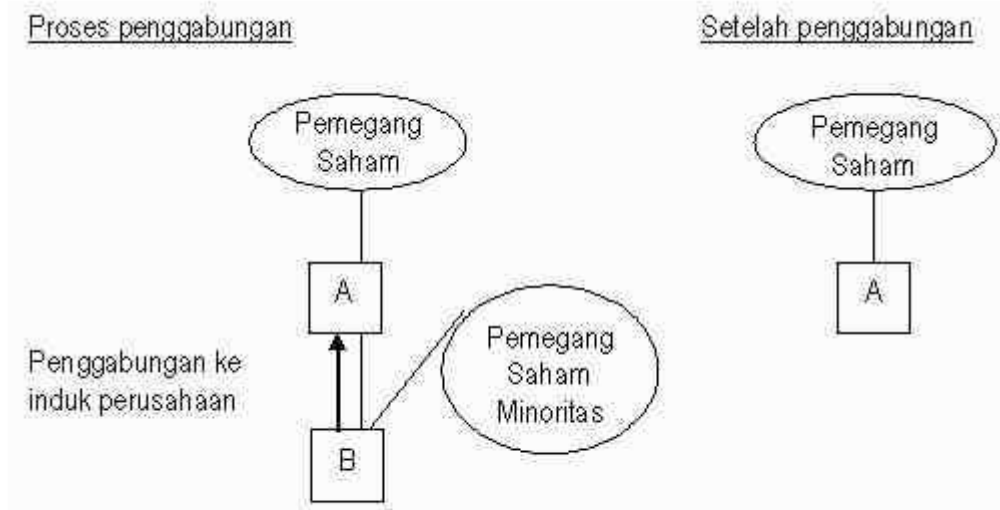 Proses penggabungan
Setelah penggabungan
Pemegang
Saham
Pemegang
Saham
A
A
Penggabungan ke
induk perusahaan
Pemegang
Saham
Minoritas
B